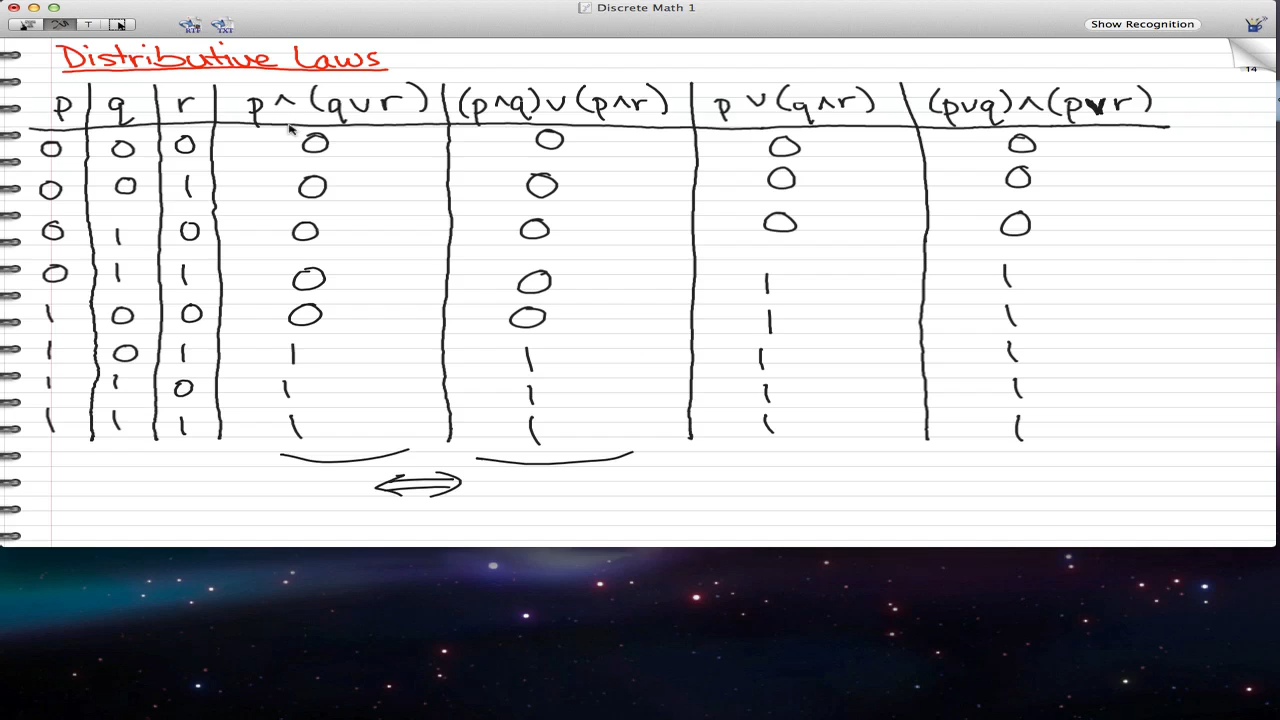 Discrete Math 1
T RTF TXT Show Recognition
14
Distributive Laws
p q r p ∧ (q ∨ r) (p ∧ q) ∨ (p ∧ r) p ∨ (q ∧ r) (p ∨ q) ∧ (p ∨ r)
0 0 0 0 0 0 0
0 0 1 0 0 0 0
0 1 0 0 0 0 0
0 1 1 0 0 1 1
1 0 0 0 0 1 1
1 0 1 1 1 1 1
1 1 0 1 1 1 1
1 1 1 1 1 1 1
⟺